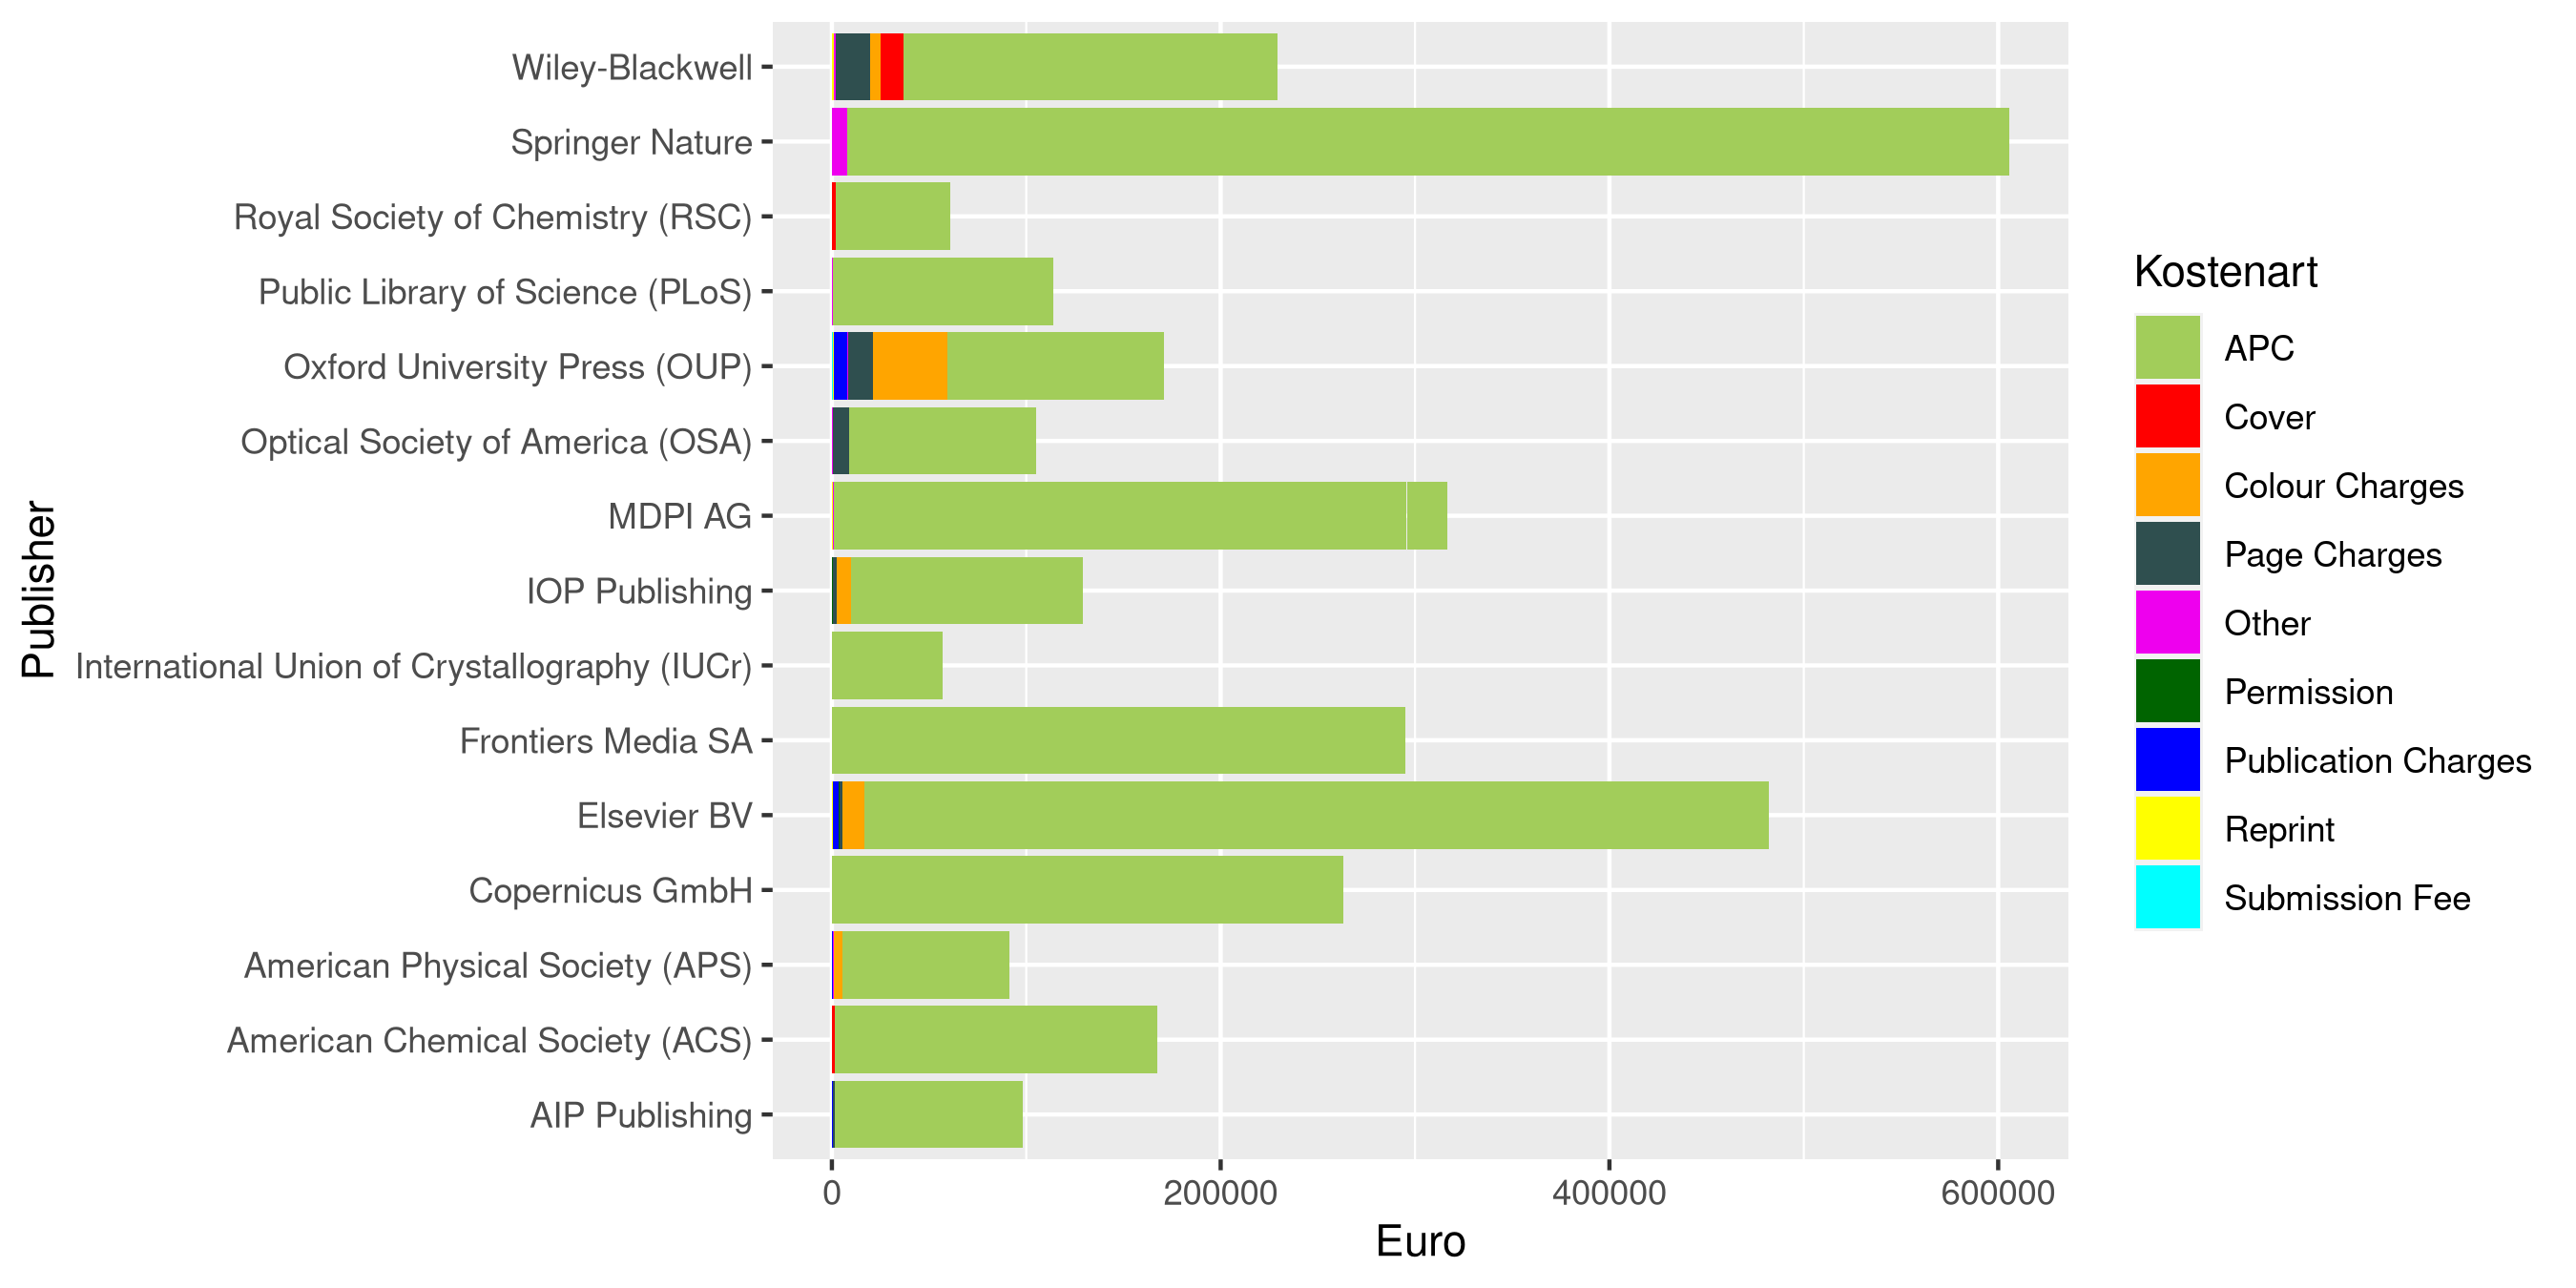 Wiley-Blackwell
Springer Nature
Royal Society of Chemistry (RSC)
Public Library of Science (PLoS)
Oxford University Press (OUP)
Optical Society of America (OSA)
MDPI AG
IOP Publishing
International Union of Crystallography (IUCr)
Frontiers Media SA
Elsevier BV
Copernicus GmbH
American Physical Society (APS)
American Chemical Society (ACS)
AIP Publishing
Publisher
0 200000 400000 600000
Euro
Kostenart
APC
Cover
Colour Charges
Page Charges
Other
Permission
Publication Charges
Reprint
Submission Fee